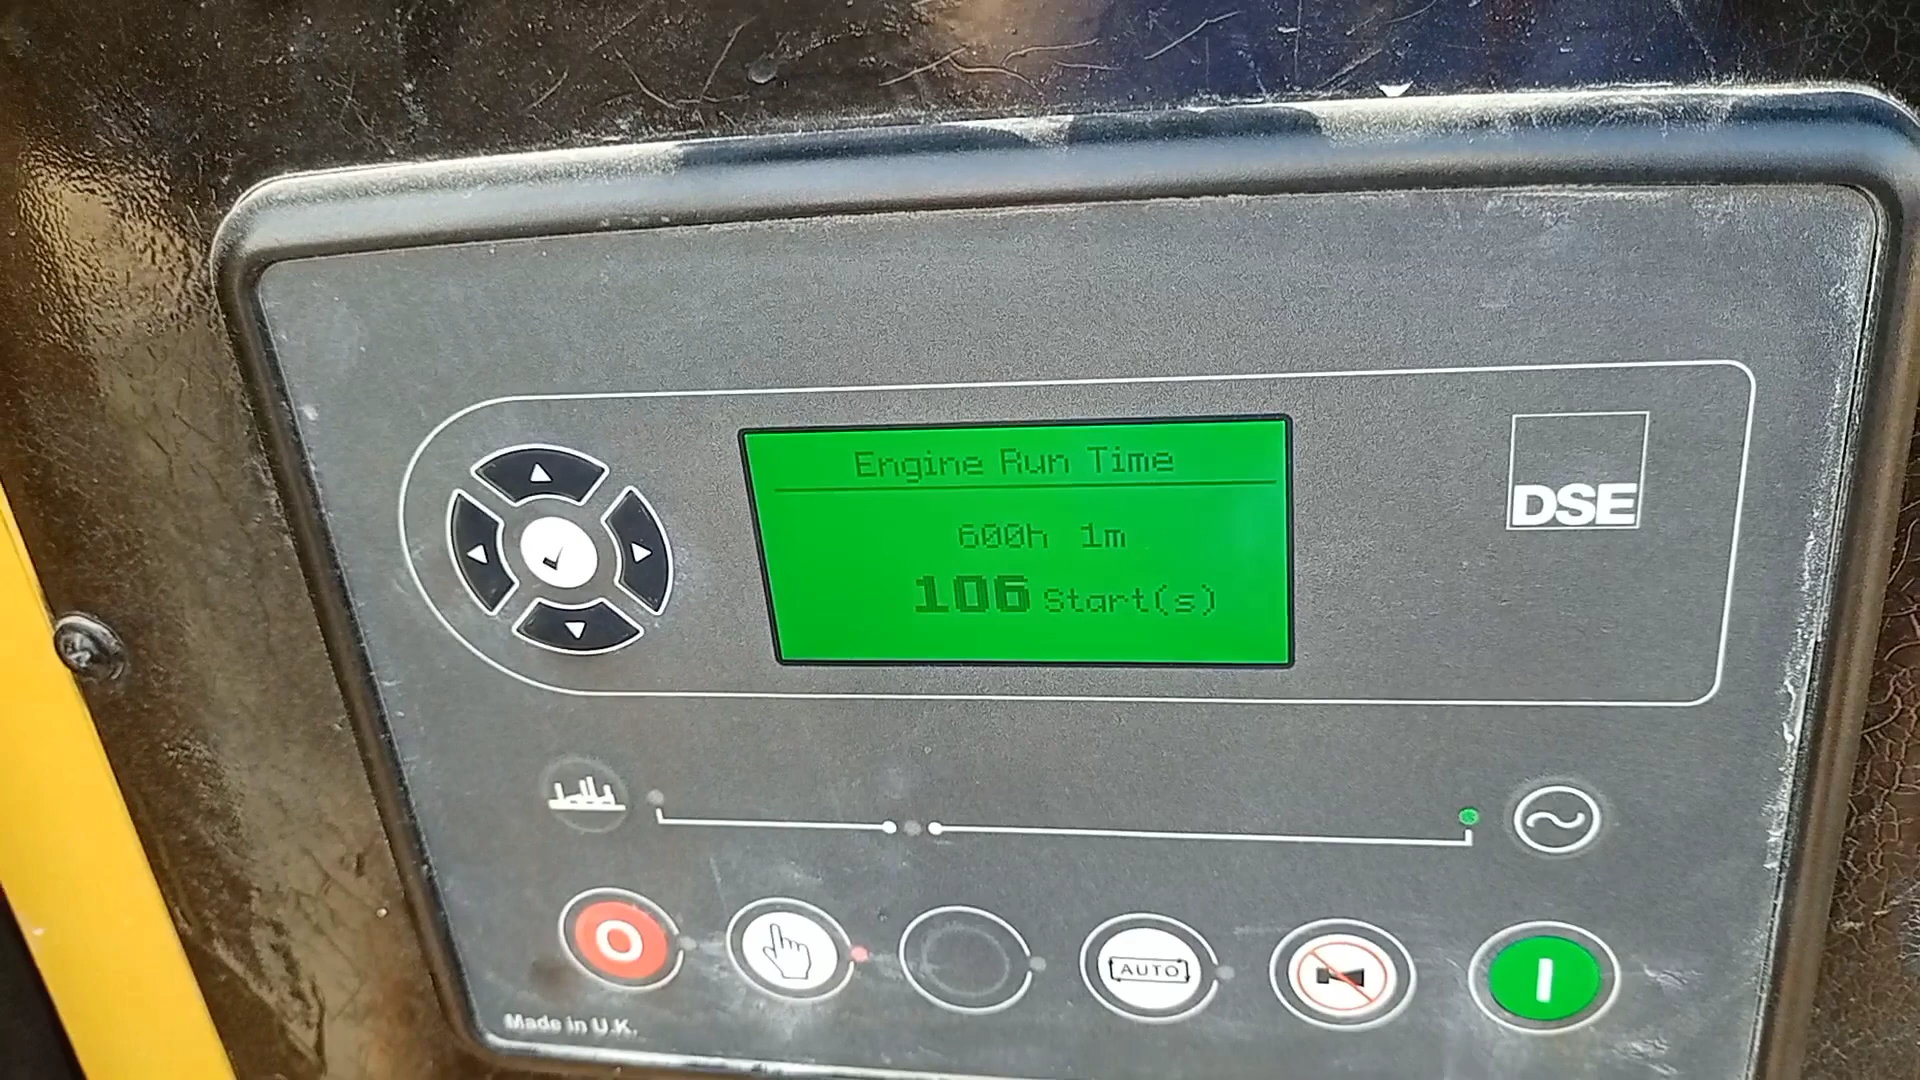 Engine Run Time
600h 1m
106 Start(s)
DSE
AUTO
Made in U.K.